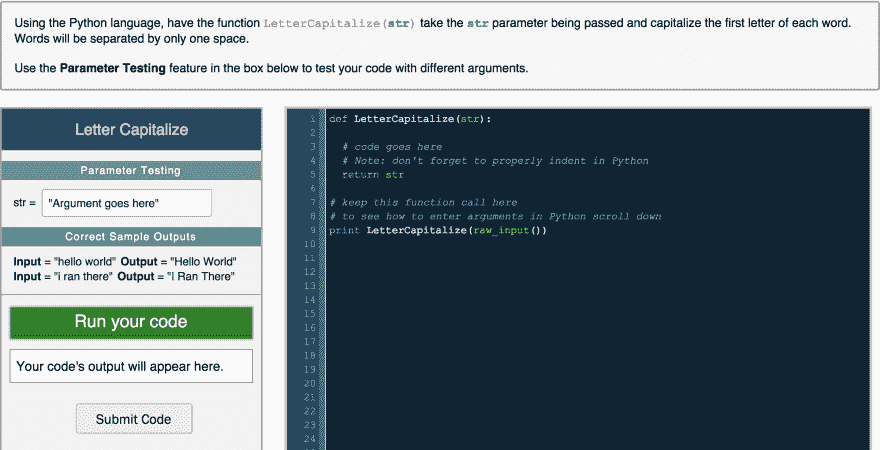 Using the Python language, have the function LetterCapitalize(str) take the str parameter being passed and capitalize the first letter of each word.
Words will be separated by only one space.
Use the Parameter Testing feature in the box below to test your code with different arguments.
Letter Capitalize
Parameter Testing
str = "Argument goes here"
Correct Sample Outputs
Input = "hello world" Output = "Hello World"
Input = "i ran there" Output = "I Ran There"
Run your code
Your code's output will appear here.
Submit Code
1 def LetterCapitalize(str):
2
3 # code goes here
4 # Note: don't forget to properly indent in Python
5 return str
6
7 # keep this function call here
8 # to see how to enter arguments in Python scroll down
9 print LetterCapitalize(raw_input())
10
11
12
13
14
15
16
17
18
19
20
21
22
23
24